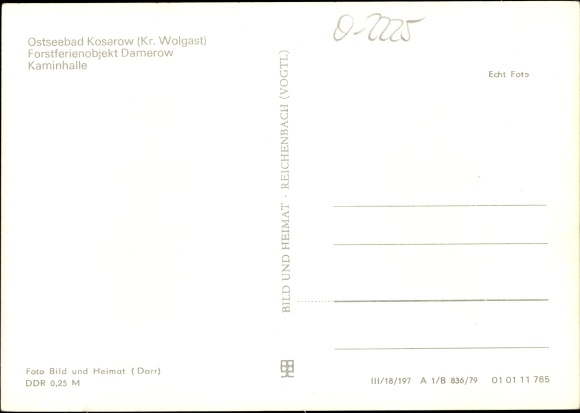 Ostseebad Kosarow (Kr. Wolgast)
Forstferienobjekt Damerow
Kaminhalle
O-2225
Echt Foto
BILD UND HEIMAT · REICHENBACH (VOGTL)
Foto Bild und Heimat (Darr)
DDR 0,25 M
III/18/197 A 1/B 836/79 01 01 11 765